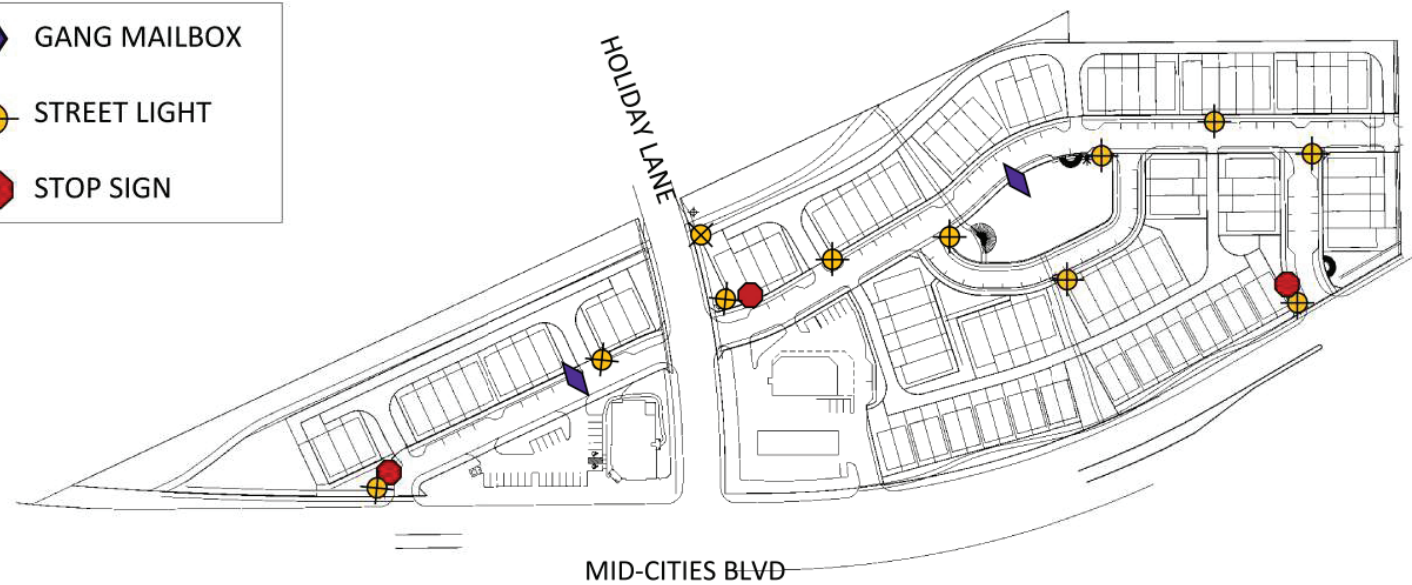 GANG MAILBOX
STREET LIGHT
STOP SIGN
HOLIDAY LANE
MID-CITIES BLVD